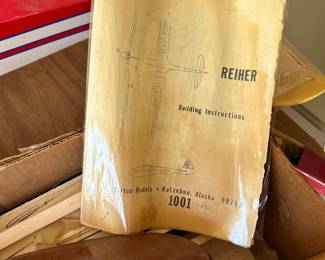 REIHER
Building Instructions
Models • Kotzebue, Alaska 99752
1001